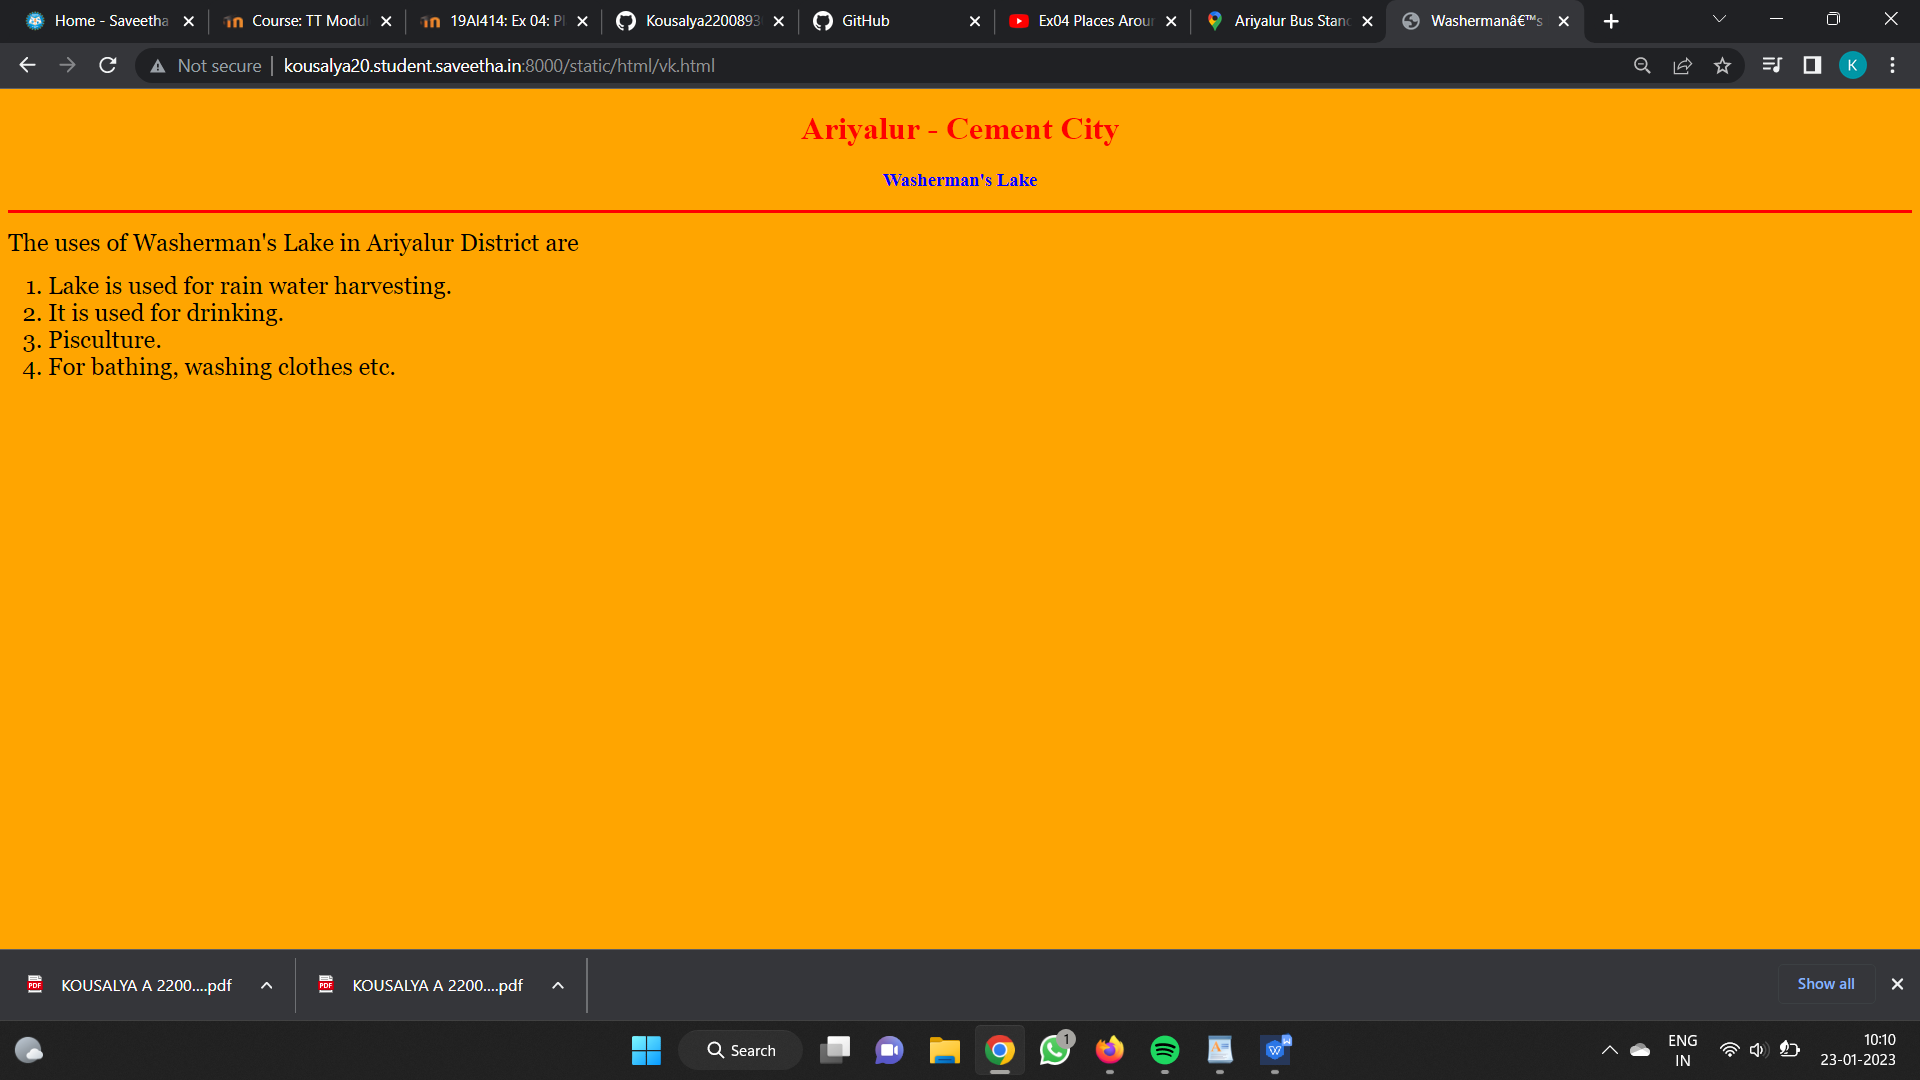 Home - Saveetha
Course: TT Modul
19AI414: Ex 04: Pl
Kousalya2200893
GitHub
Ex04 Places Arour
Ariyalur Bus Stanc
Washermanâ€™s
Not secure
kousalya20.student.saveetha.in:8000/static/html/vk.html
K
Ariyalur - Cement City
Washerman's Lake
The uses of Washerman's Lake in Ariyalur District are
1. Lake is used for rain water harvesting.
2. It is used for drinking.
3. Pisculture.
4. For bathing, washing clothes etc.
KOUSALYA A 2200....pdf
KOUSALYA A 2200....pdf
Show all
Search
1
ENG
IN
10:10
23-01-2023